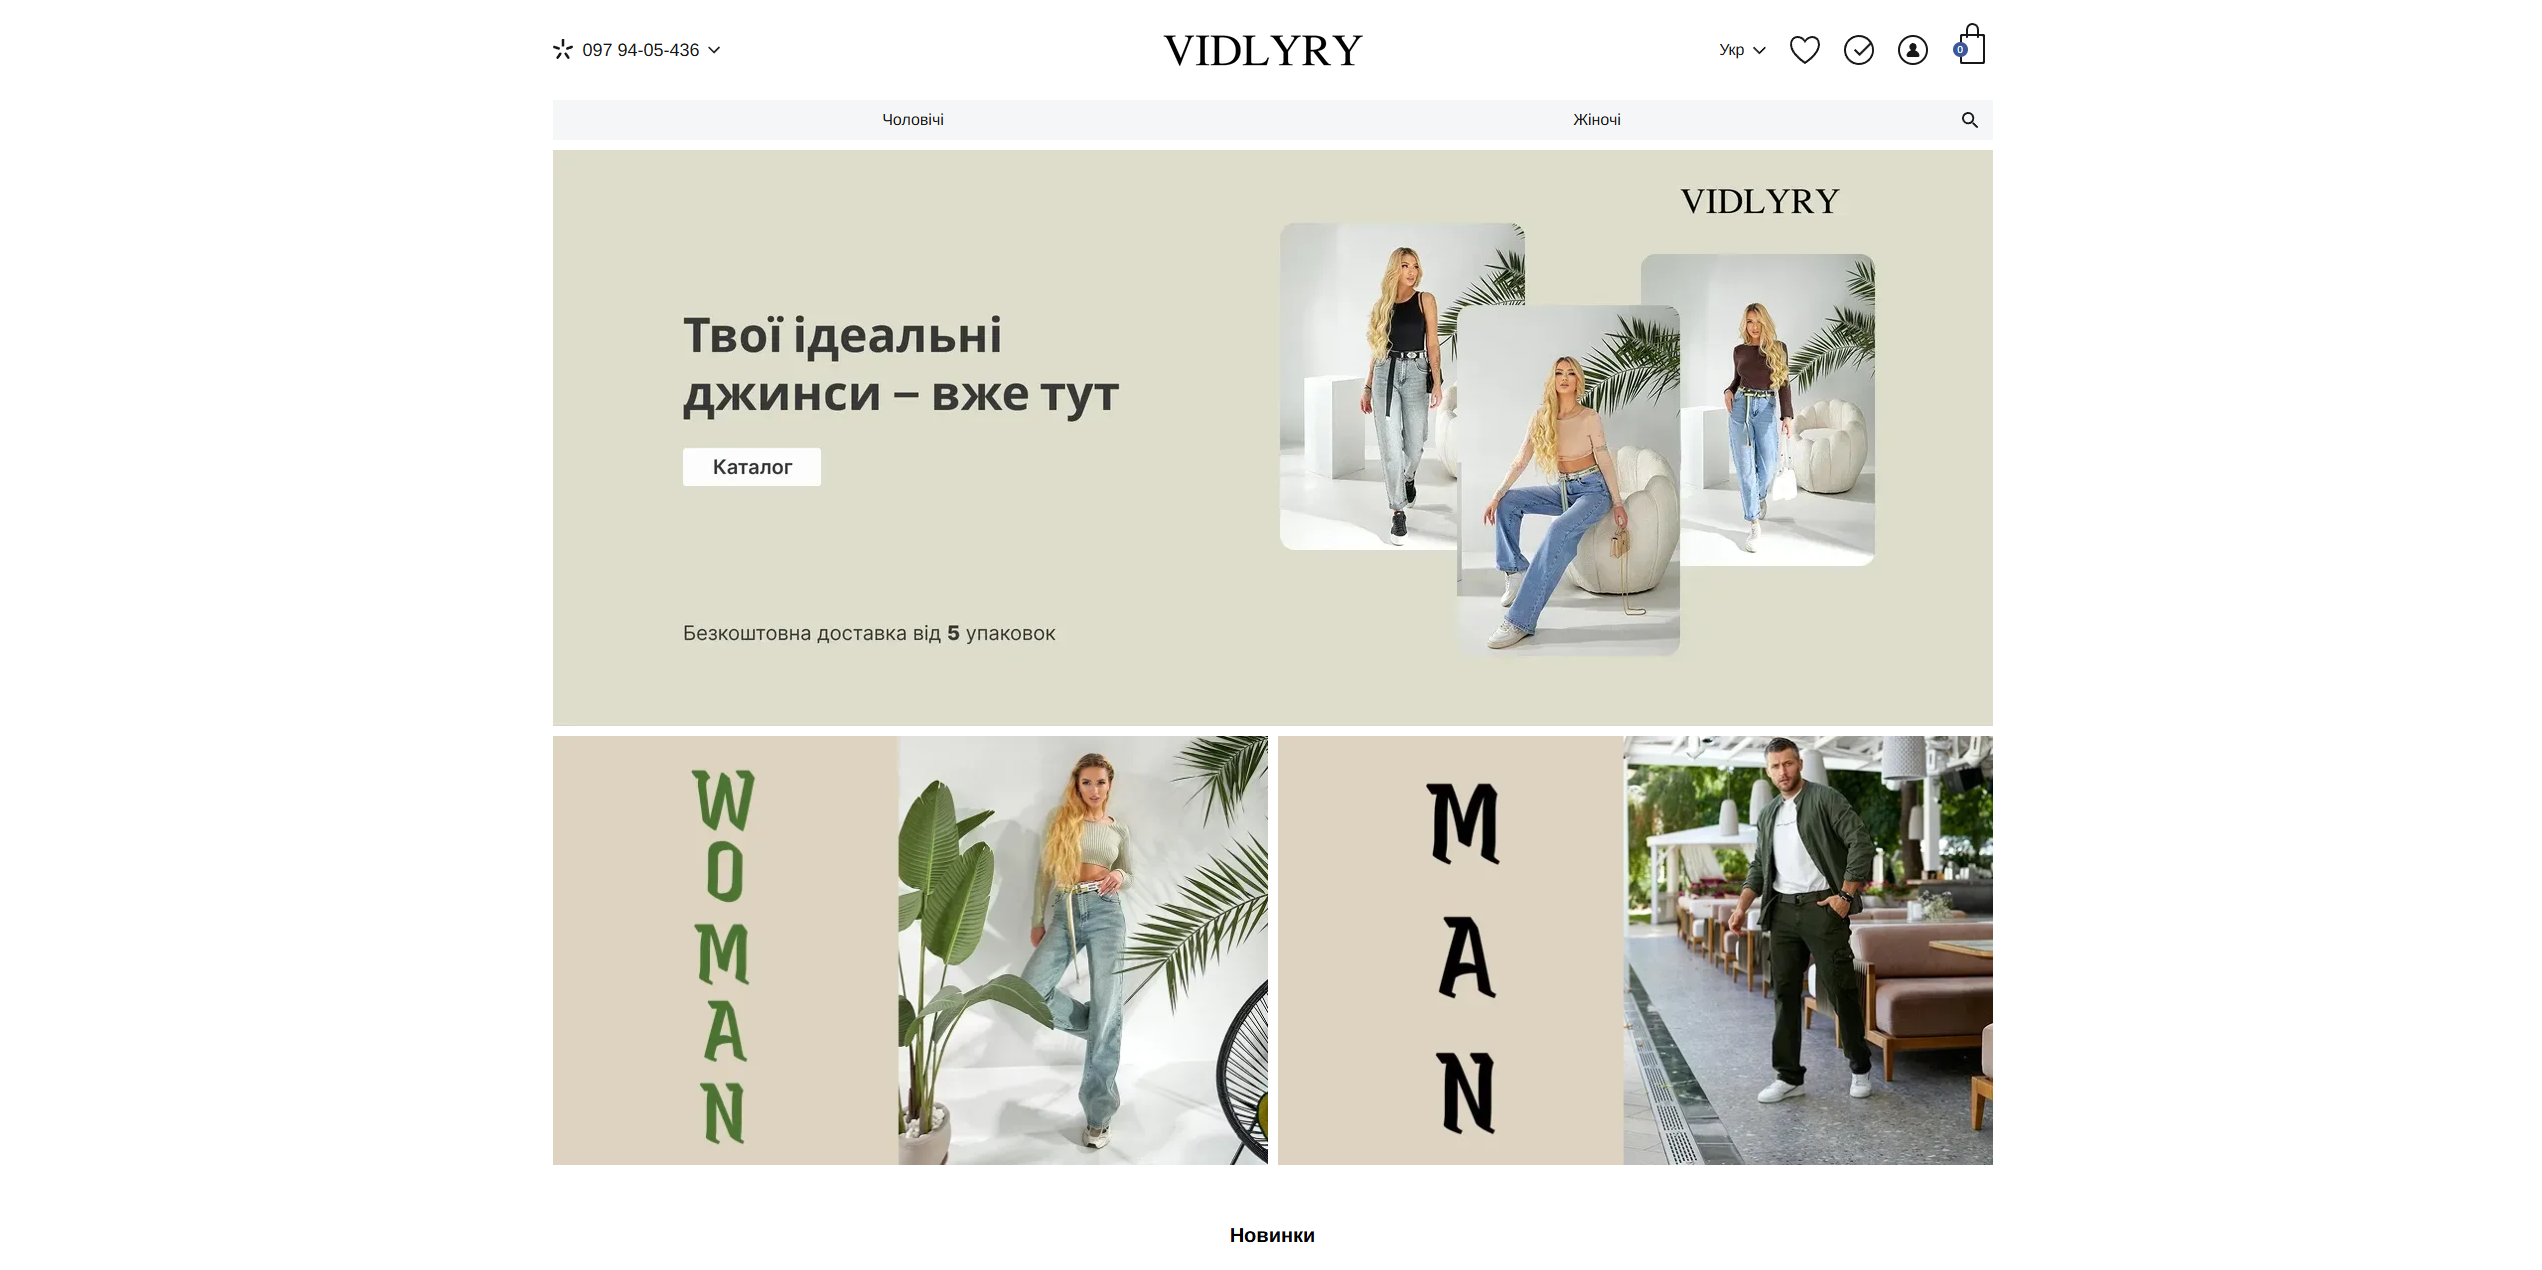 097 94-05-436
VIDLYRY
Укр
0
Чоловічі
Жіночі
VIDLYRY
Твої ідеальні
джинси – вже тут
Каталог
Безкоштовна доставка від 5 упаковок
WOMAN
MAN
Новинки